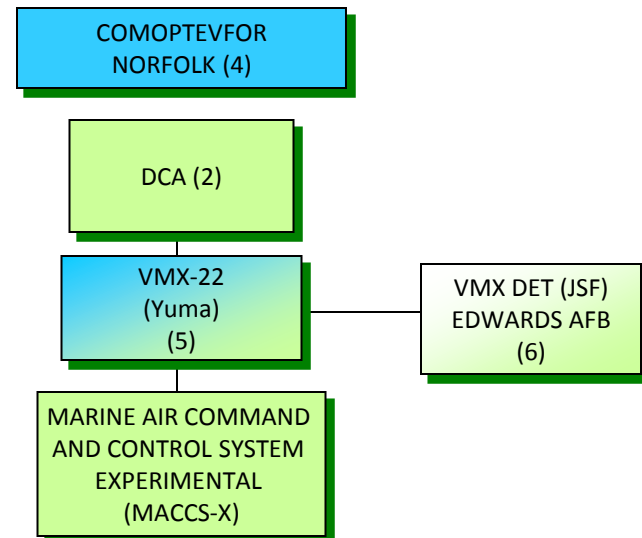 COMOPTEVFOR
NORFOLK (4)
DCA (2)
VMX-22
(Yuma)
(5)
VMX DET (JSF)
EDWARDS AFB
(6)
MARINE AIR COMMAND
AND CONTROL SYSTEM
EXPERIMENTAL
(MACCS-X)